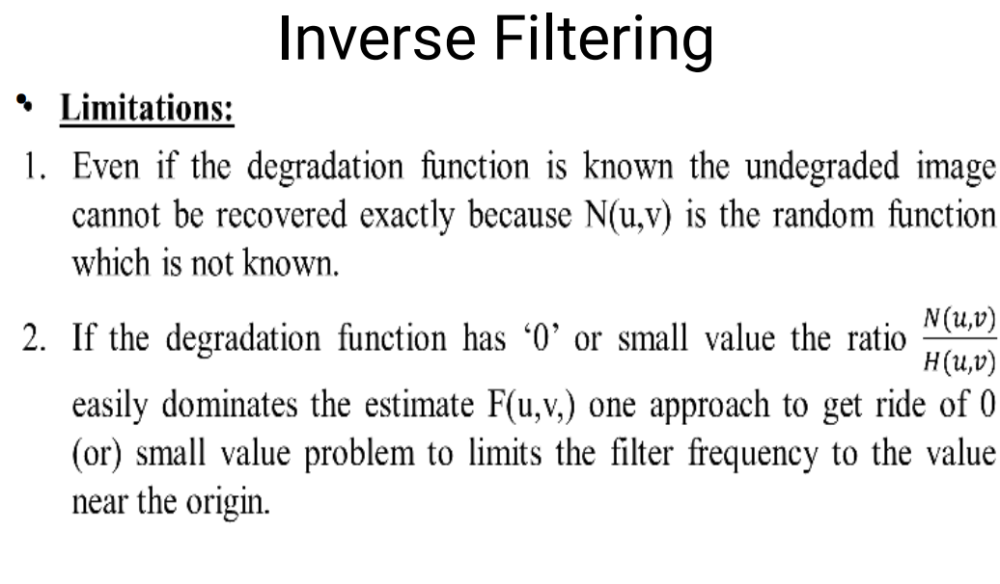 Inverse Filtering
• Limitations:
1. Even if the degradation function is known the undegraded image
cannot be recovered exactly because N(u,v) is the random function
which is not known.
2. If the degradation function has ‘0’ or small value the ratio N(u,v)/H(u,v)
easily dominates the estimate F(u,v,) one approach to get ride of 0
(or) small value problem to limits the filter frequency to the value
near the origin.